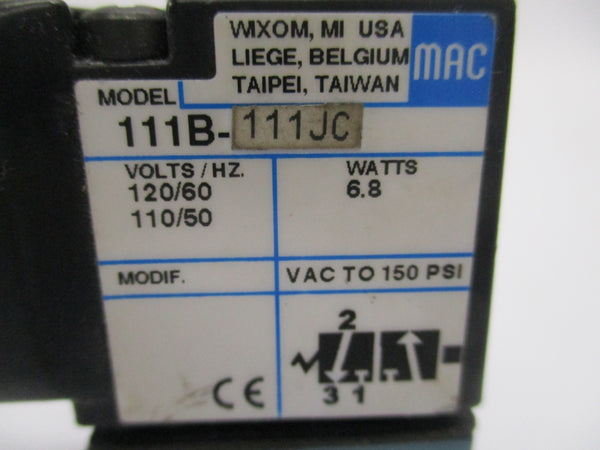 WIXOM, MI USA
LIEGE, BELGIUM
TAIPEI, TAIWAN
MAC
MODEL
111B-111JC
VOLTS/HZ.
120/60
110/50
WATTS
6.8
MODIF.
VAC TO 150 PSI
2
3 1
CE